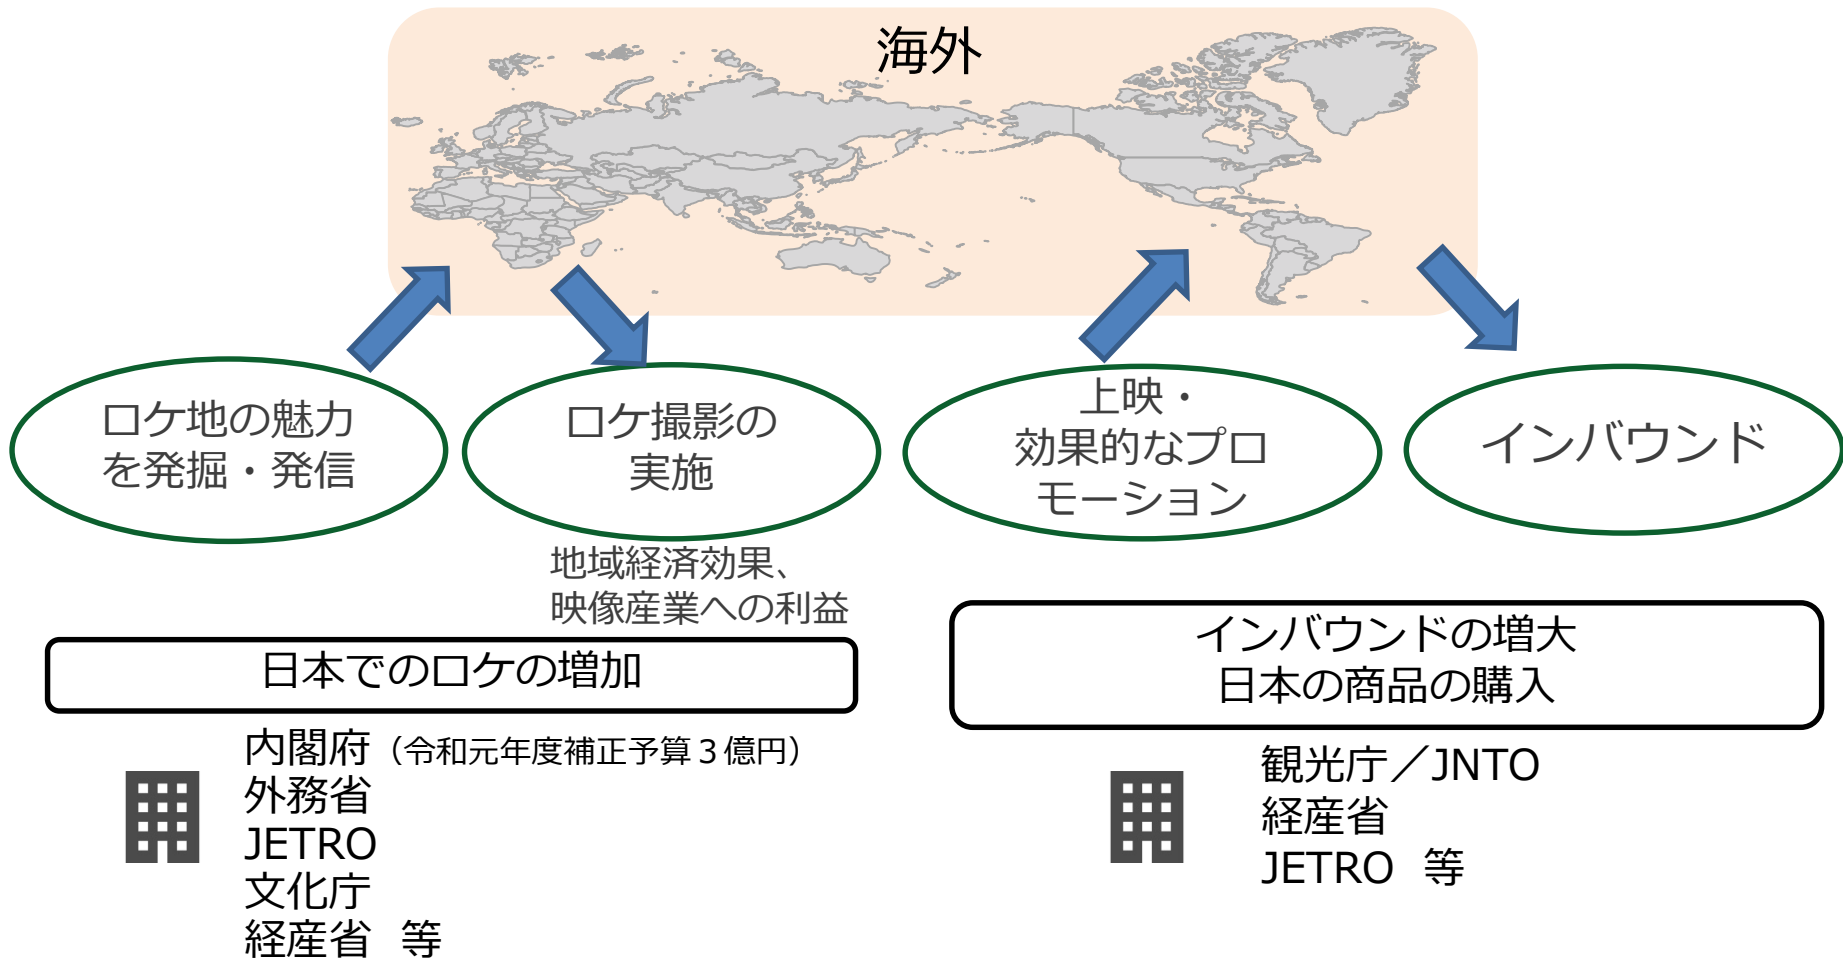 海外
ロケ地の魅力
を発掘・発信
ロケ撮影の
実施
上映・
効果的なプロ
モーション
インバウンド
地域経済効果、
映像産業への利益
日本でのロケの増加
内閣府（令和元年度補正予算３億円）
外務省
JETRO
文化庁
経産省　等
インバウンドの増大
日本の商品の購入
観光庁／JNTO
経産省
JETRO　等